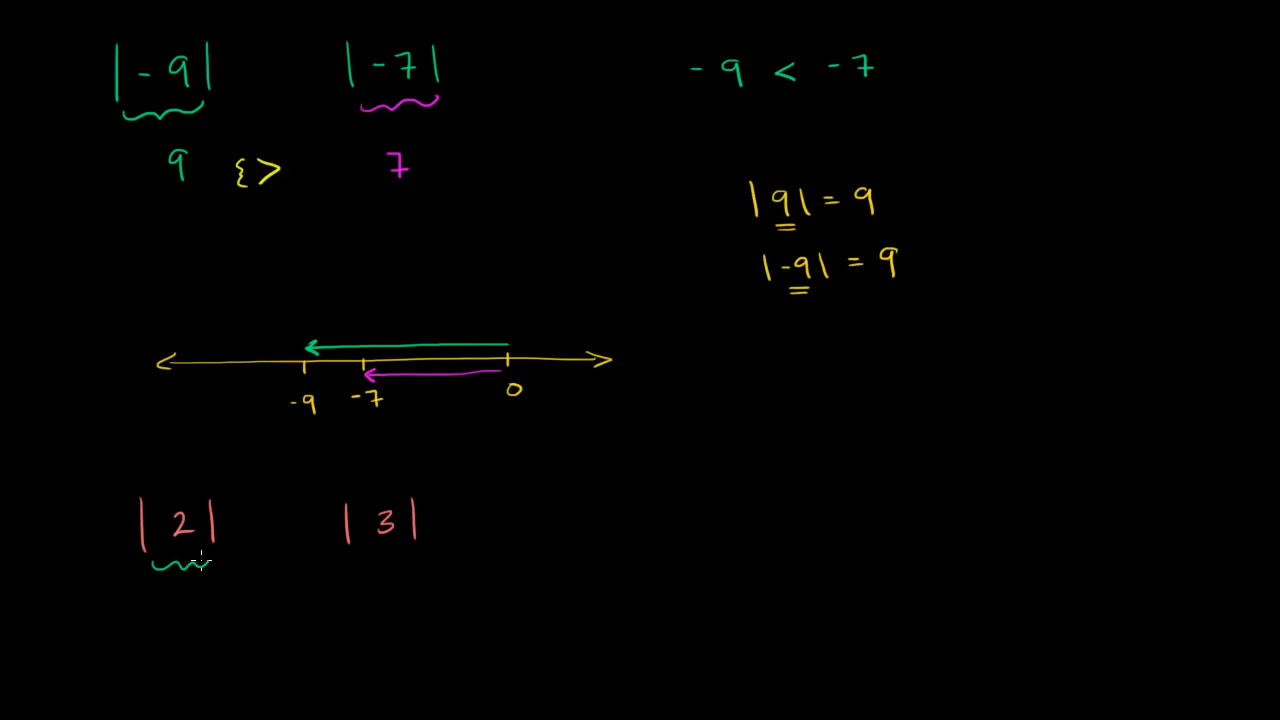 |-9| |-7|
9 {> 7
-9 < -7
|9| = 9
|-9| = 9
-9 -7 0
|2| |3|